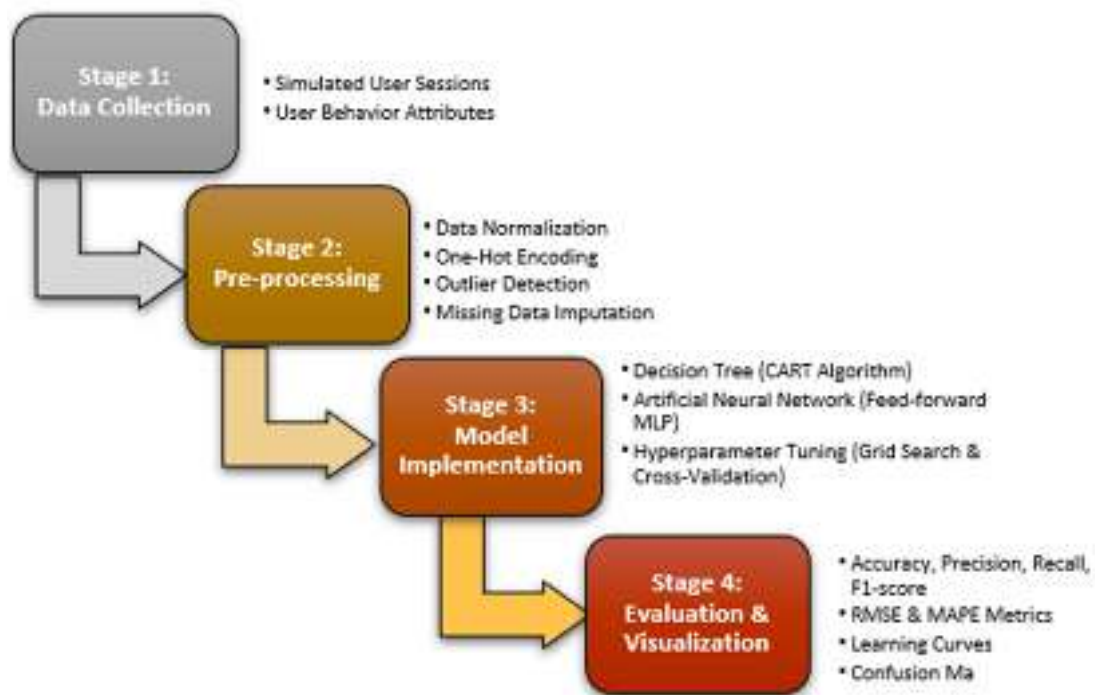 Stage 1:
Data Collection
• Simulated User Sessions
• User Behavior Attributes
Stage 2:
Pre-processing
• Data Normalization
• One-Hot Encoding
• Outlier Detection
• Missing Data Imputation
Stage 3:
Model
Implementation
• Decision Tree (CART Algorithm)
• Artificial Neural Network (Feed-forward
MLP)
• Hyperparameter Tuning (Grid Search &
Cross-Validation)
Stage 4:
Evaluation &
Visualization
• Accuracy, Precision, Recall,
F1-score
• RMSE & MAPE Metrics
• Learning Curves
• Confusion Ma